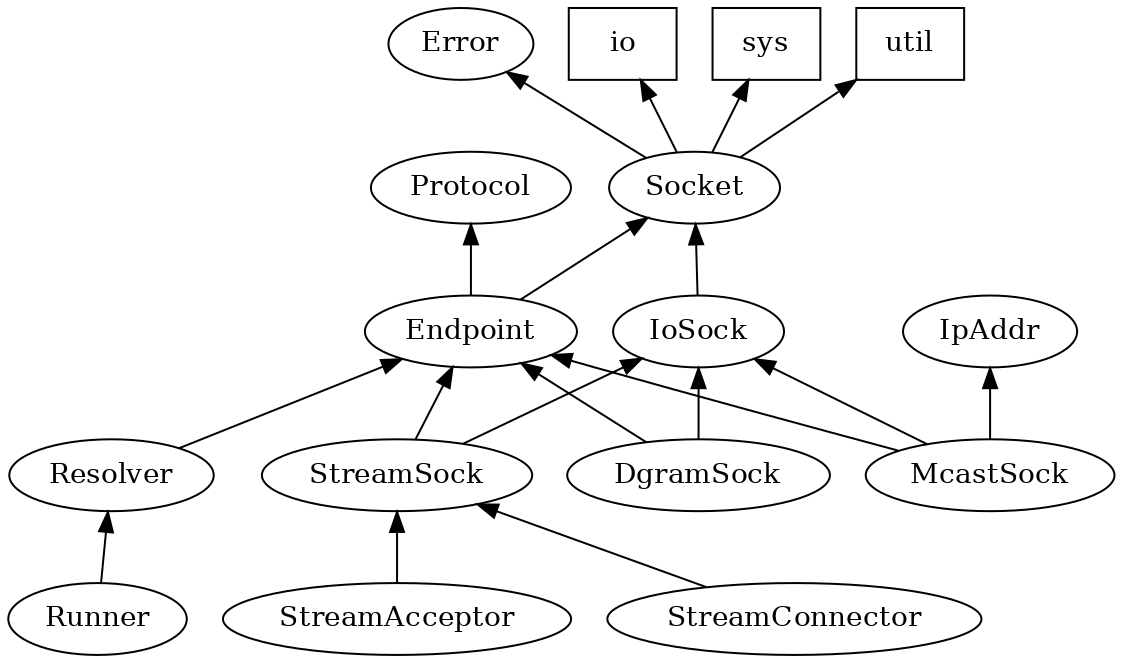 Error
io
sys
util
Protocol
Socket
Endpoint
IoSock
IpAddr
Resolver
StreamSock
DgramSock
McastSock
Runner
StreamAcceptor
StreamConnector